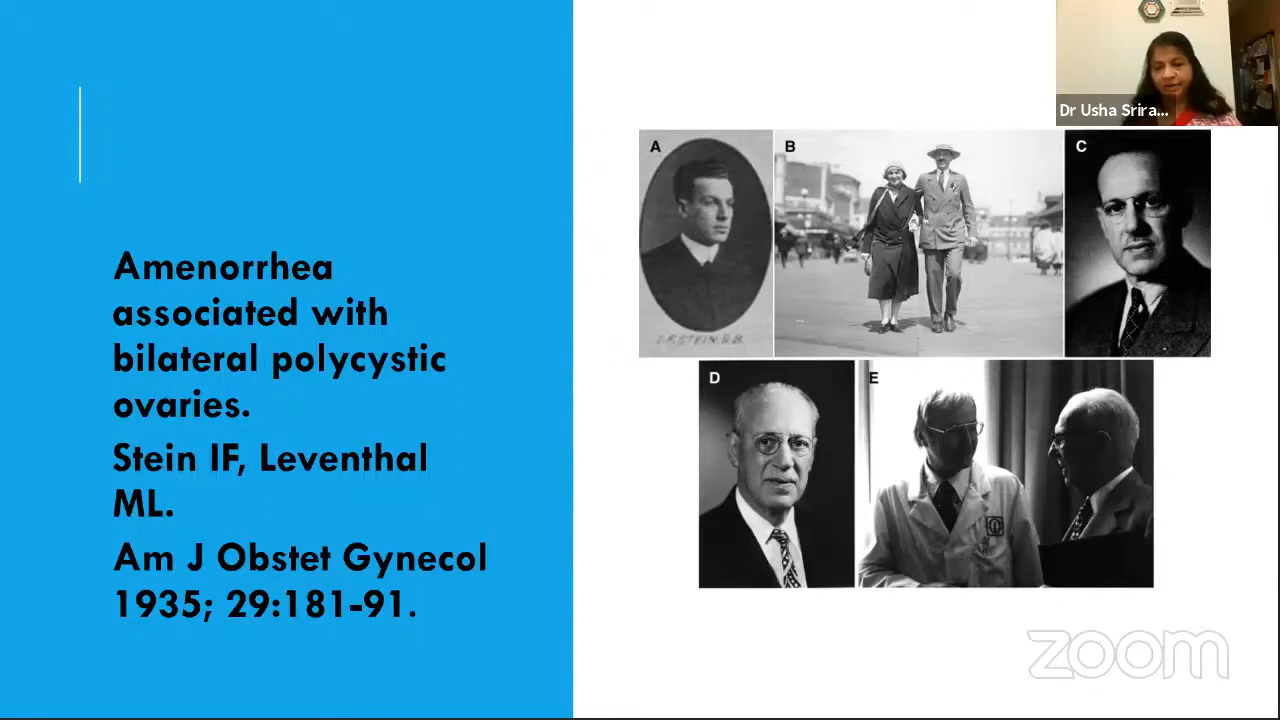 Dr Usha Srira...
A
B
C
Amenorrhea
associated with
bilateral polycystic
ovaries.
Stein IF, Leventhal
ML.
Am J Obstet Gynecol
1935; 29:181-91.
D
E
zoom